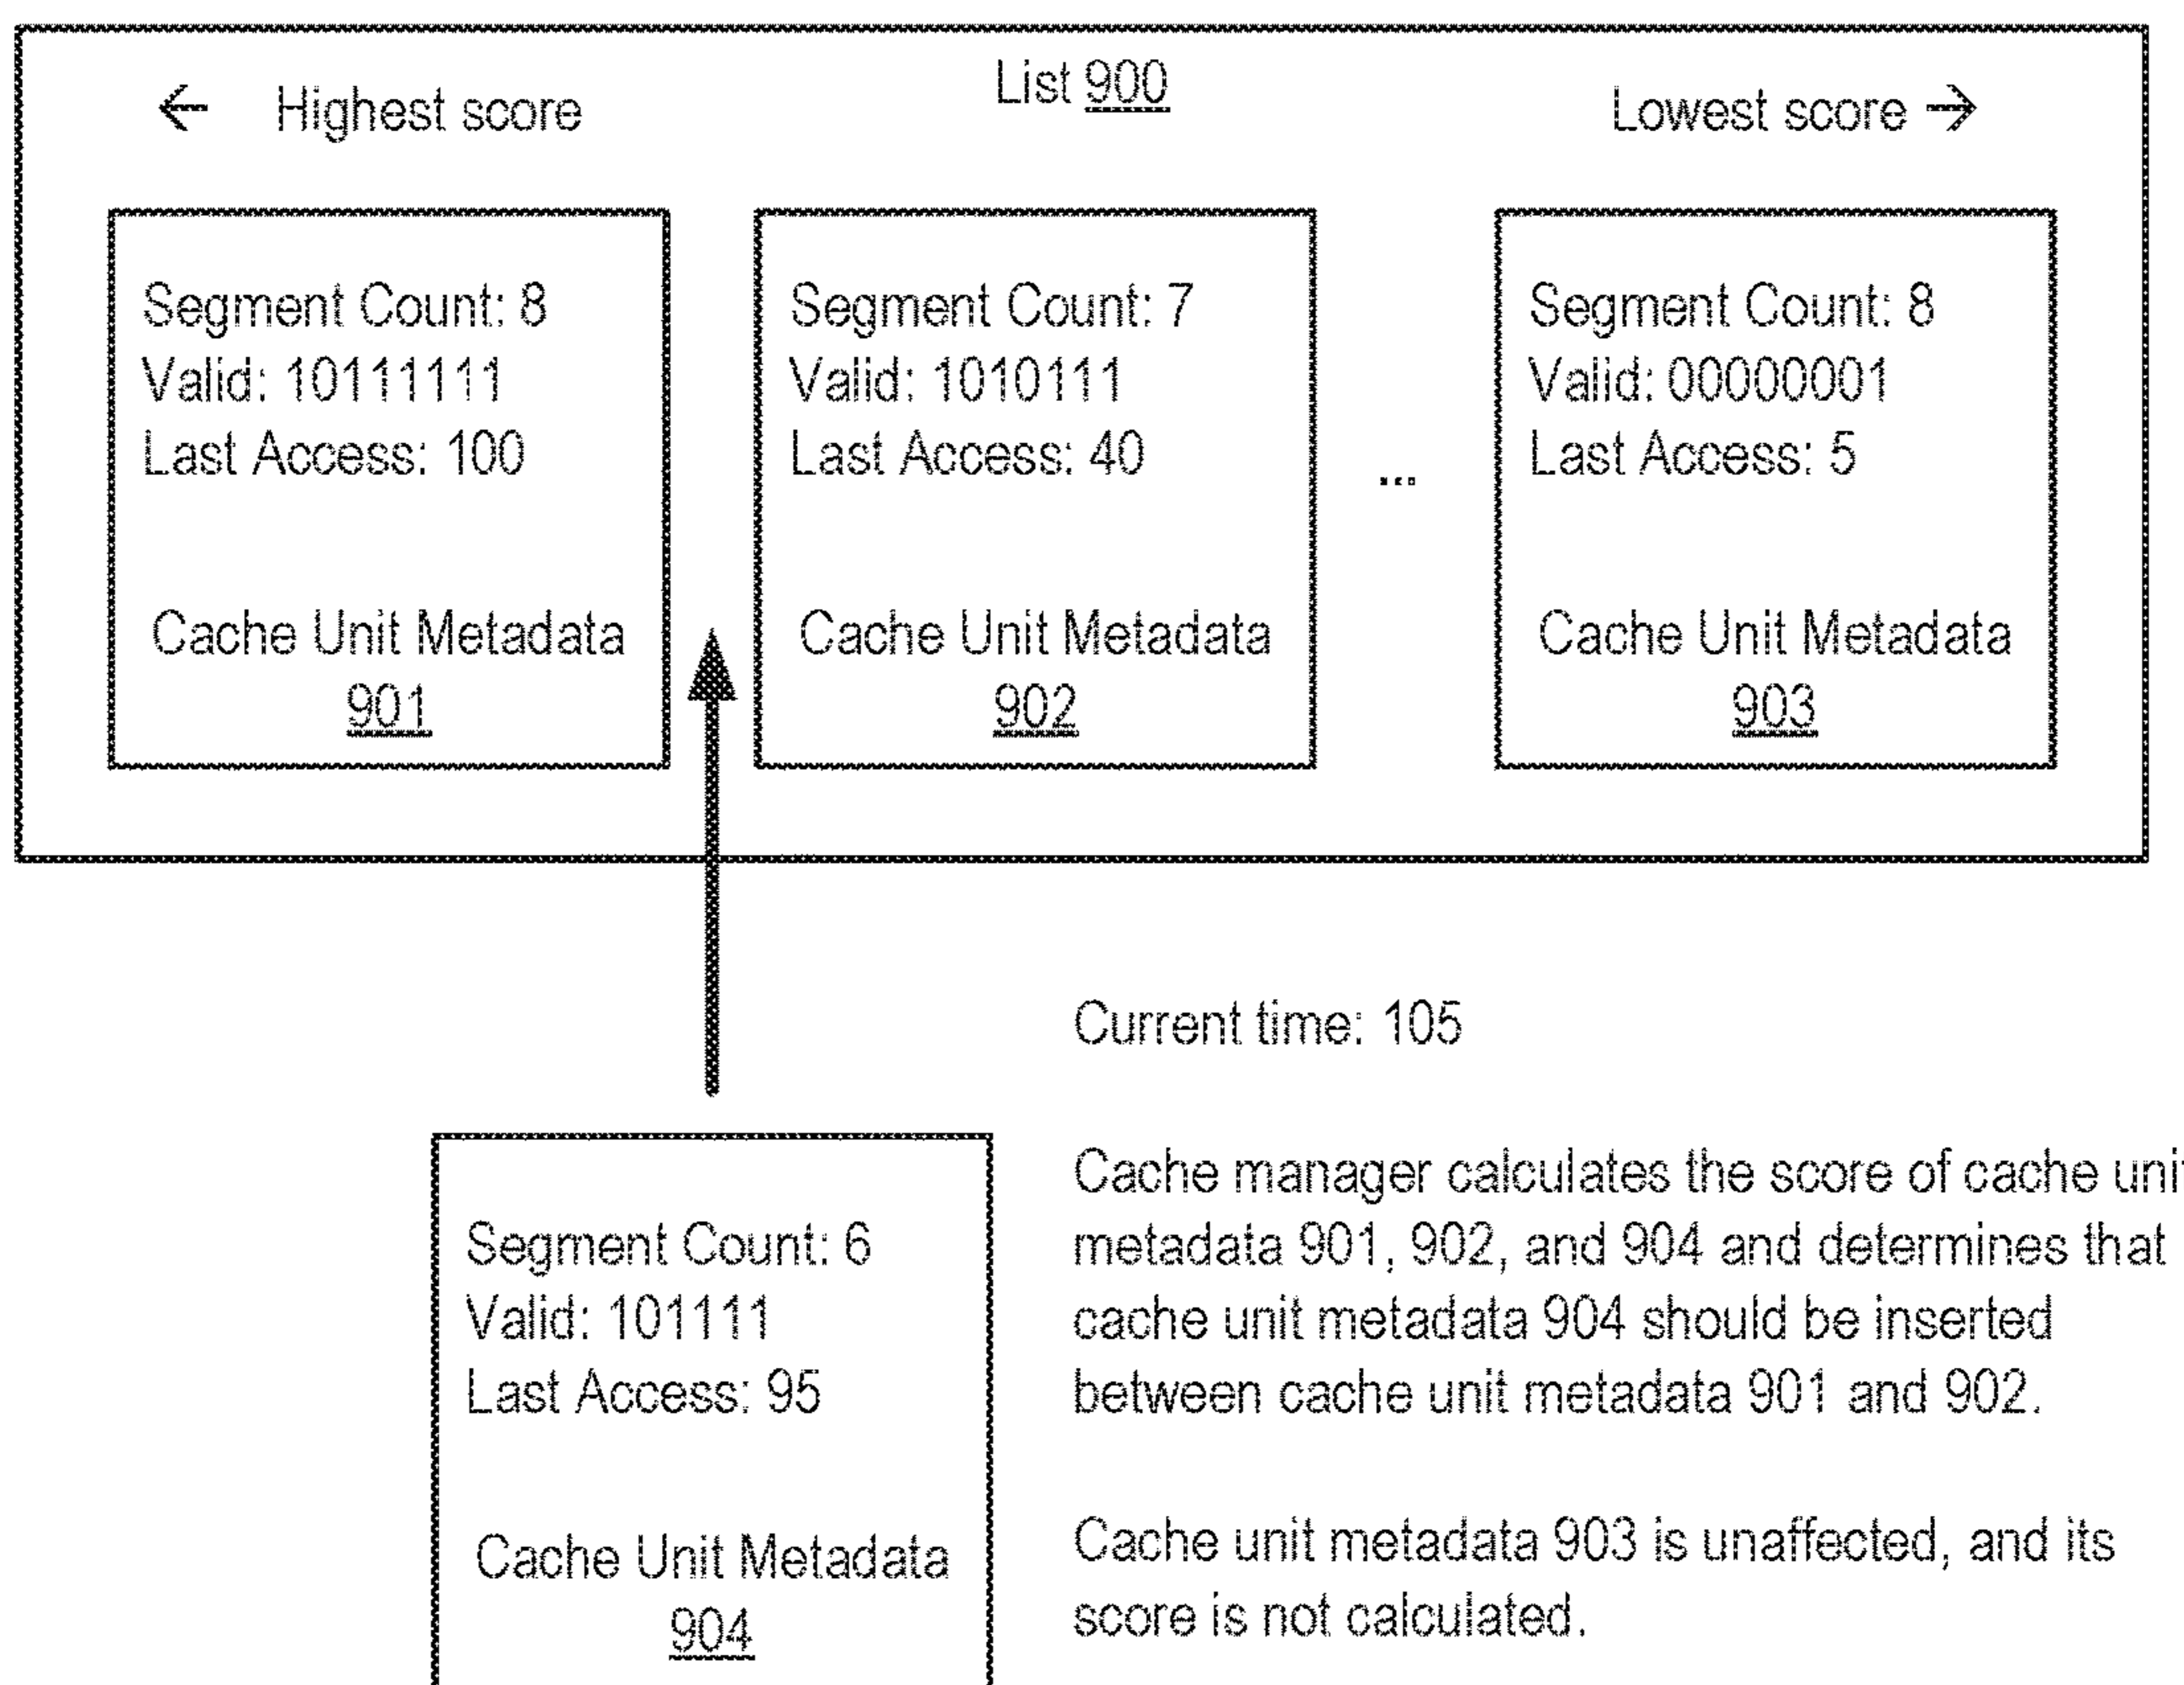 List 900
← Highest score
Lowest score →
Segment Count: 8
Valid: 10111111
Last Access: 100
Cache Unit Metadata
901
Segment Count: 7
Valid: 1010111
Last Access: 40
Cache Unit Metadata
902
...
Segment Count: 8
Valid: 00000001
Last Access: 5
Cache Unit Metadata
903
Segment Count: 6
Valid: 101111
Last Access: 95
Cache Unit Metadata
904
Current time: 105
Cache manager calculates the score of cache unit
metadata 901, 902, and 904 and determines that
cache unit metadata 904 should be inserted
between cache unit metadata 901 and 902.
Cache unit metadata 903 is unaffected, and its
score is not calculated.